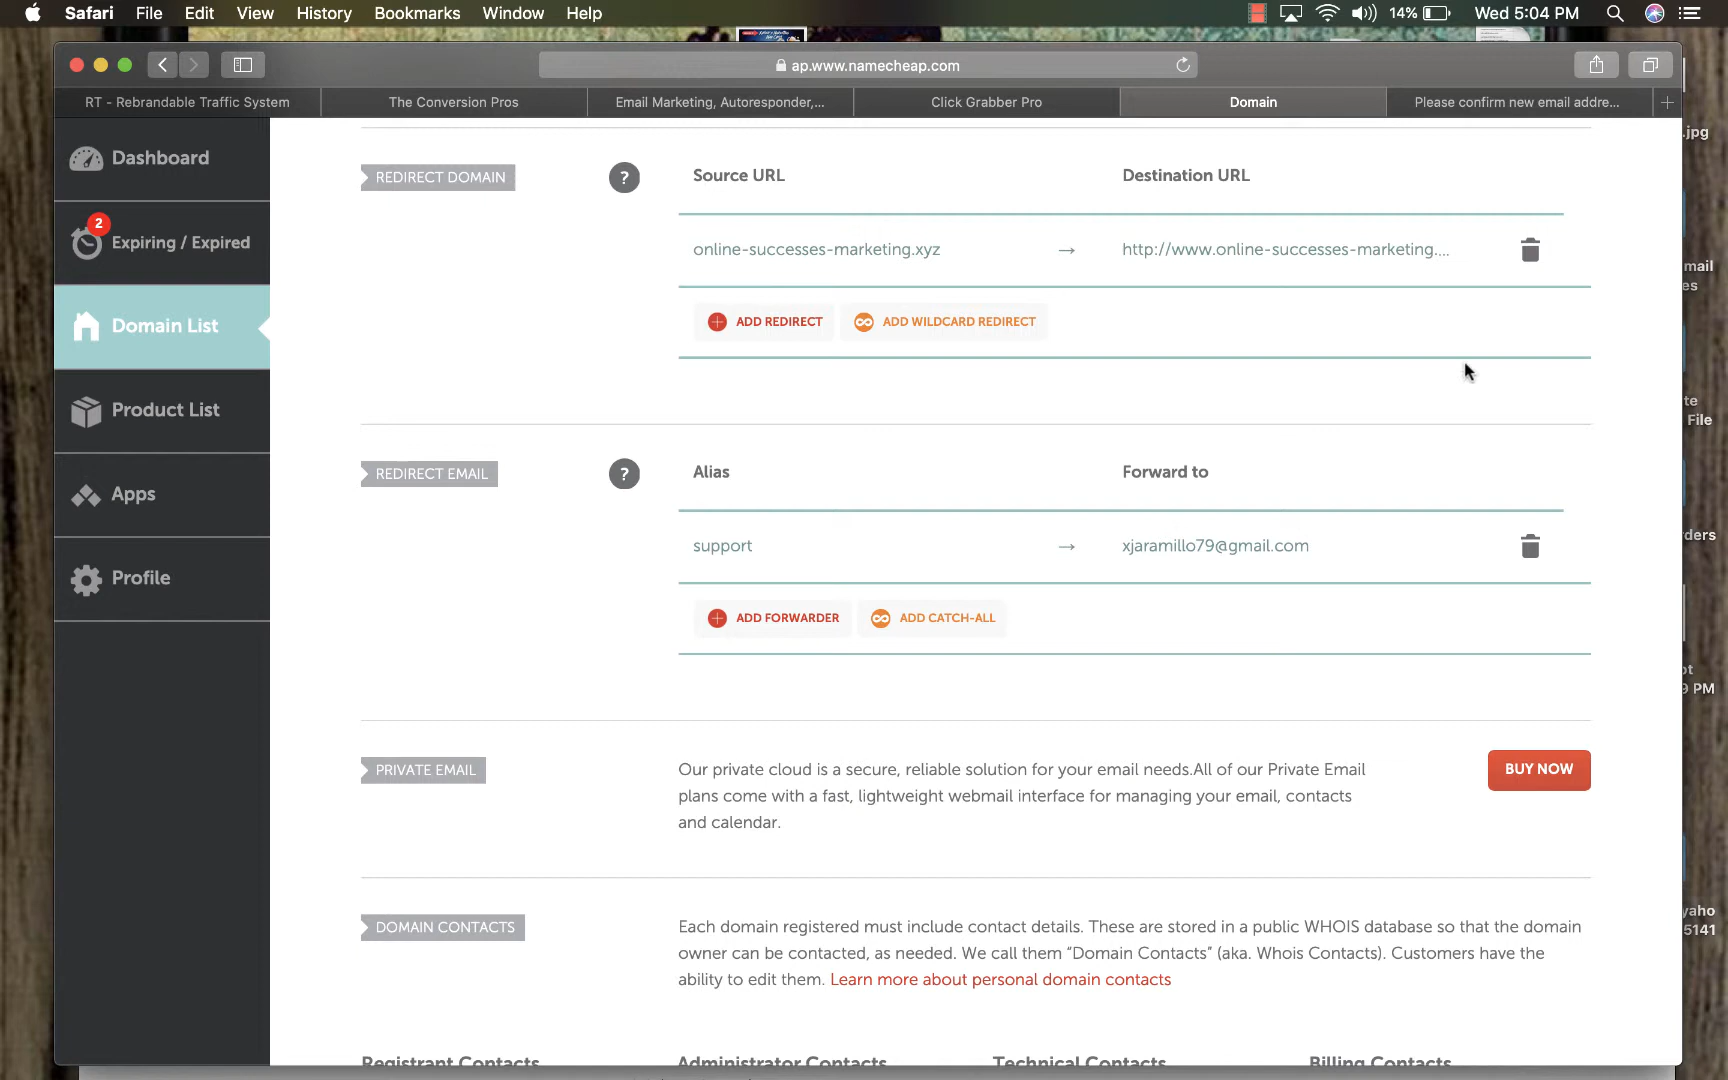 Safari File Edit View History Bookmarks Window Help 14% Wed 5:04 PM
ap.www.namecheap.com
RT - Rebrandable Traffic System The Conversion Pros Email Marketing, Autoresponder,... Click Grabber Pro Domain Please confirm new email addre...
.jpg
Dashboard
2
Expiring / Expired
Domain List
Product List
Apps
Profile
REDIRECT DOMAIN ? Source URL Destination URL
online-successes-marketing.xyz → http://www.online-successes-marketing....
ADD REDIRECT ADD WILDCARD REDIRECT
REDIRECT EMAIL ? Alias Forward to
support → xjaramillo79@gmail.com
ADD FORWARDER ADD CATCH-ALL
PRIVATE EMAIL
Our private cloud is a secure, reliable solution for your email needs.All of our Private Email
plans come with a fast, lightweight webmail interface for managing your email, contacts
and calendar.
BUY NOW
DOMAIN CONTACTS
Each domain registered must include contact details. These are stored in a public WHOIS database so that the domain
owner can be contacted, as needed. We call them “Domain Contacts” (aka. Whois Contacts). Customers have the
ability to edit them. Learn more about personal domain contacts
Registrant Contacts Administrator Contacts Technical Contacts Billing Contacts
mail
es
te
File
ders
pt
9 PM
yaho
5141